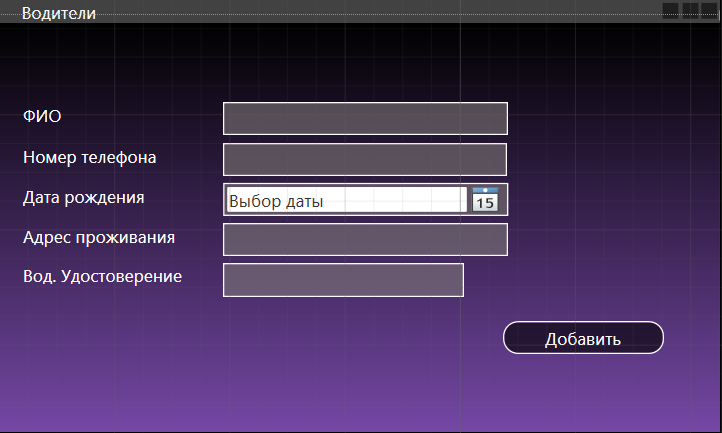 Водители
ФИО
Номер телефона
Дата рождения
Выбор даты
15
Адрес проживания
Вод. Удостоверение
Добавить